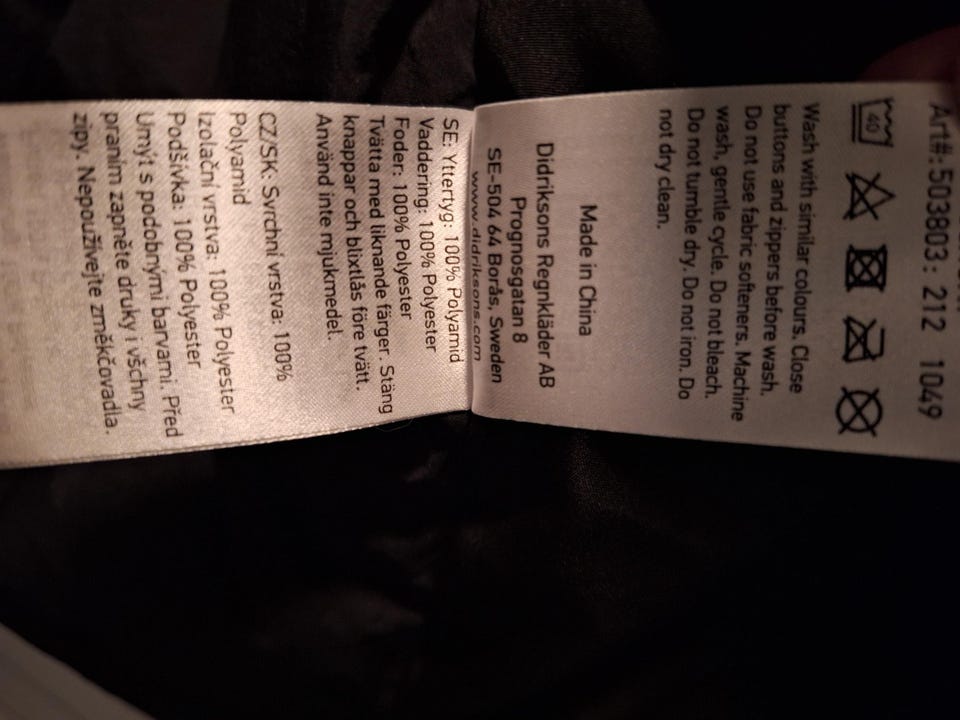 Art#:503803: 212 1049
40
Wash with similar colours. Close
buttons and zippers before wash.
Do not use fabric softeners. Machine
wash, gentle cycle. Do not bleach.
Do not tumble dry. Do not iron. Do
not dry clean.
Made in China
Didriksons Regnkläder AB
Prognosgatan 8
SE-504 64 Borås, Sweden
www.didriksons.com
SE: Yttertyg: 100% Polyamid
Vaddering: 100% Polyester
Foder: 100% Polyester
Tvätta med liknande färger. Stäng
knappar och blixtlås före tvätt.
Använd inte mjukmedel.
CZ/SK: Svrchní vrstva: 100%
Polyamid
Izolační vrstva: 100% Polyester
Podšívka: 100% Polyester
Umýt s podobnými barvami. Před
praním zapněte druky i všchny
zipy. Nepoužívejte změkčovadla.